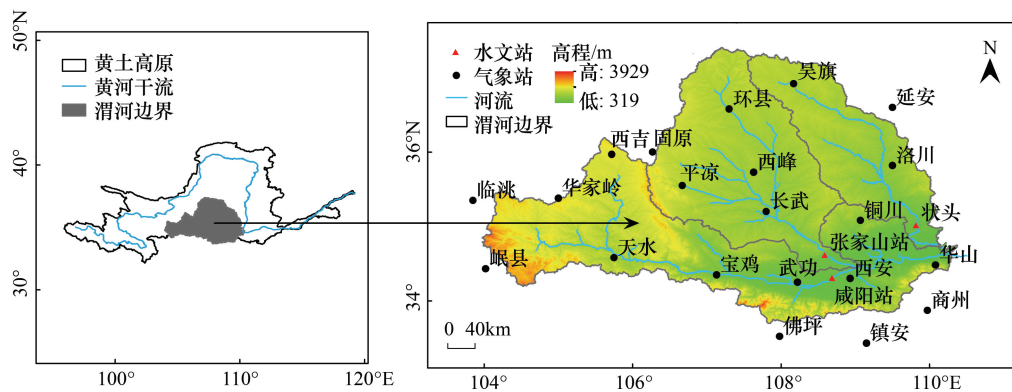 50°N
40°
30°
100°
110°
120°E
黄土高原
黄河干流
渭河边界
水文站
气象站
河流
渭河边界
高程/m
高: 3929
低: 319
N
吴旗
延安
环县
西吉
固原
洛川
西峰
平凉
临洮
华家岭
长武
铜川
状头
张家山站
天水
华山
岷县
宝鸡
武功
西安
咸阳站
商州
佛坪
镇安
0 40km
36°N
34°
104°
106°
108°
110°E